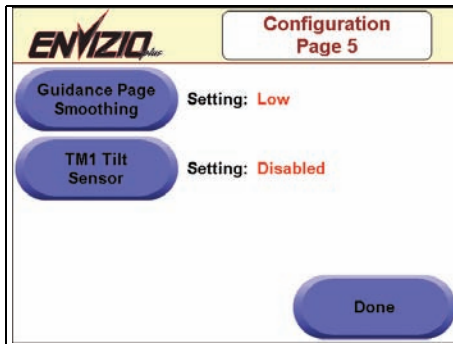 ENVIZIO plus
Configuration
Page 5
Guidance Page
Smoothing
Setting: Low
TM1 Tilt
Sensor
Setting: Disabled
Done